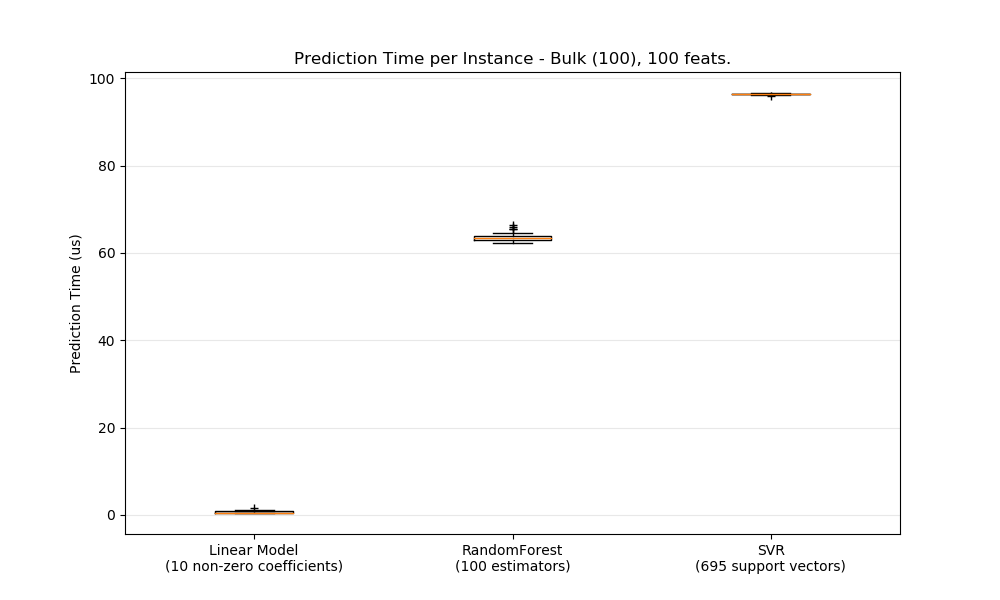 Prediction Time per Instance - Bulk (100), 100 feats.
100
80
60
40
20
0
Prediction Time (us)
Linear Model
(10 non-zero coefficients)
RandomForest
(100 estimators)
SVR
(695 support vectors)